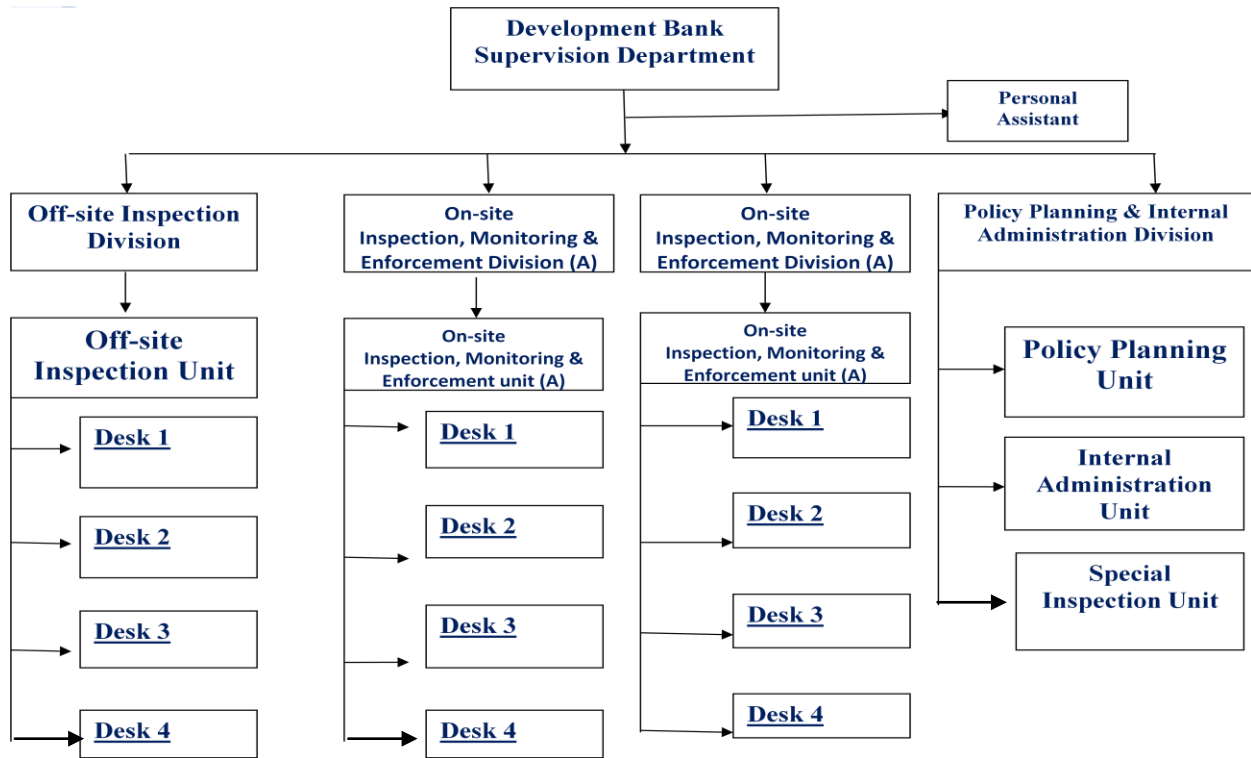 Development Bank
Supervision Department
Personal
Assistant
Off-site Inspection
Division
On-site
Inspection, Monitoring &
Enforcement Division (A)
On-site
Inspection, Monitoring &
Enforcement Division (A)
Policy Planning & Internal
Administration Division
Off-site
Inspection Unit
Desk 1
Desk 2
Desk 3
Desk 4
On-site
Inspection, Monitoring &
Enforcement unit (A)
Desk 1
Desk 2
Desk 3
Desk 4
On-site
Inspection, Monitoring &
Enforcement unit (A)
Desk 1
Desk 2
Desk 3
Desk 4
Policy Planning
Unit
Internal
Administration
Unit
Special
Inspection Unit